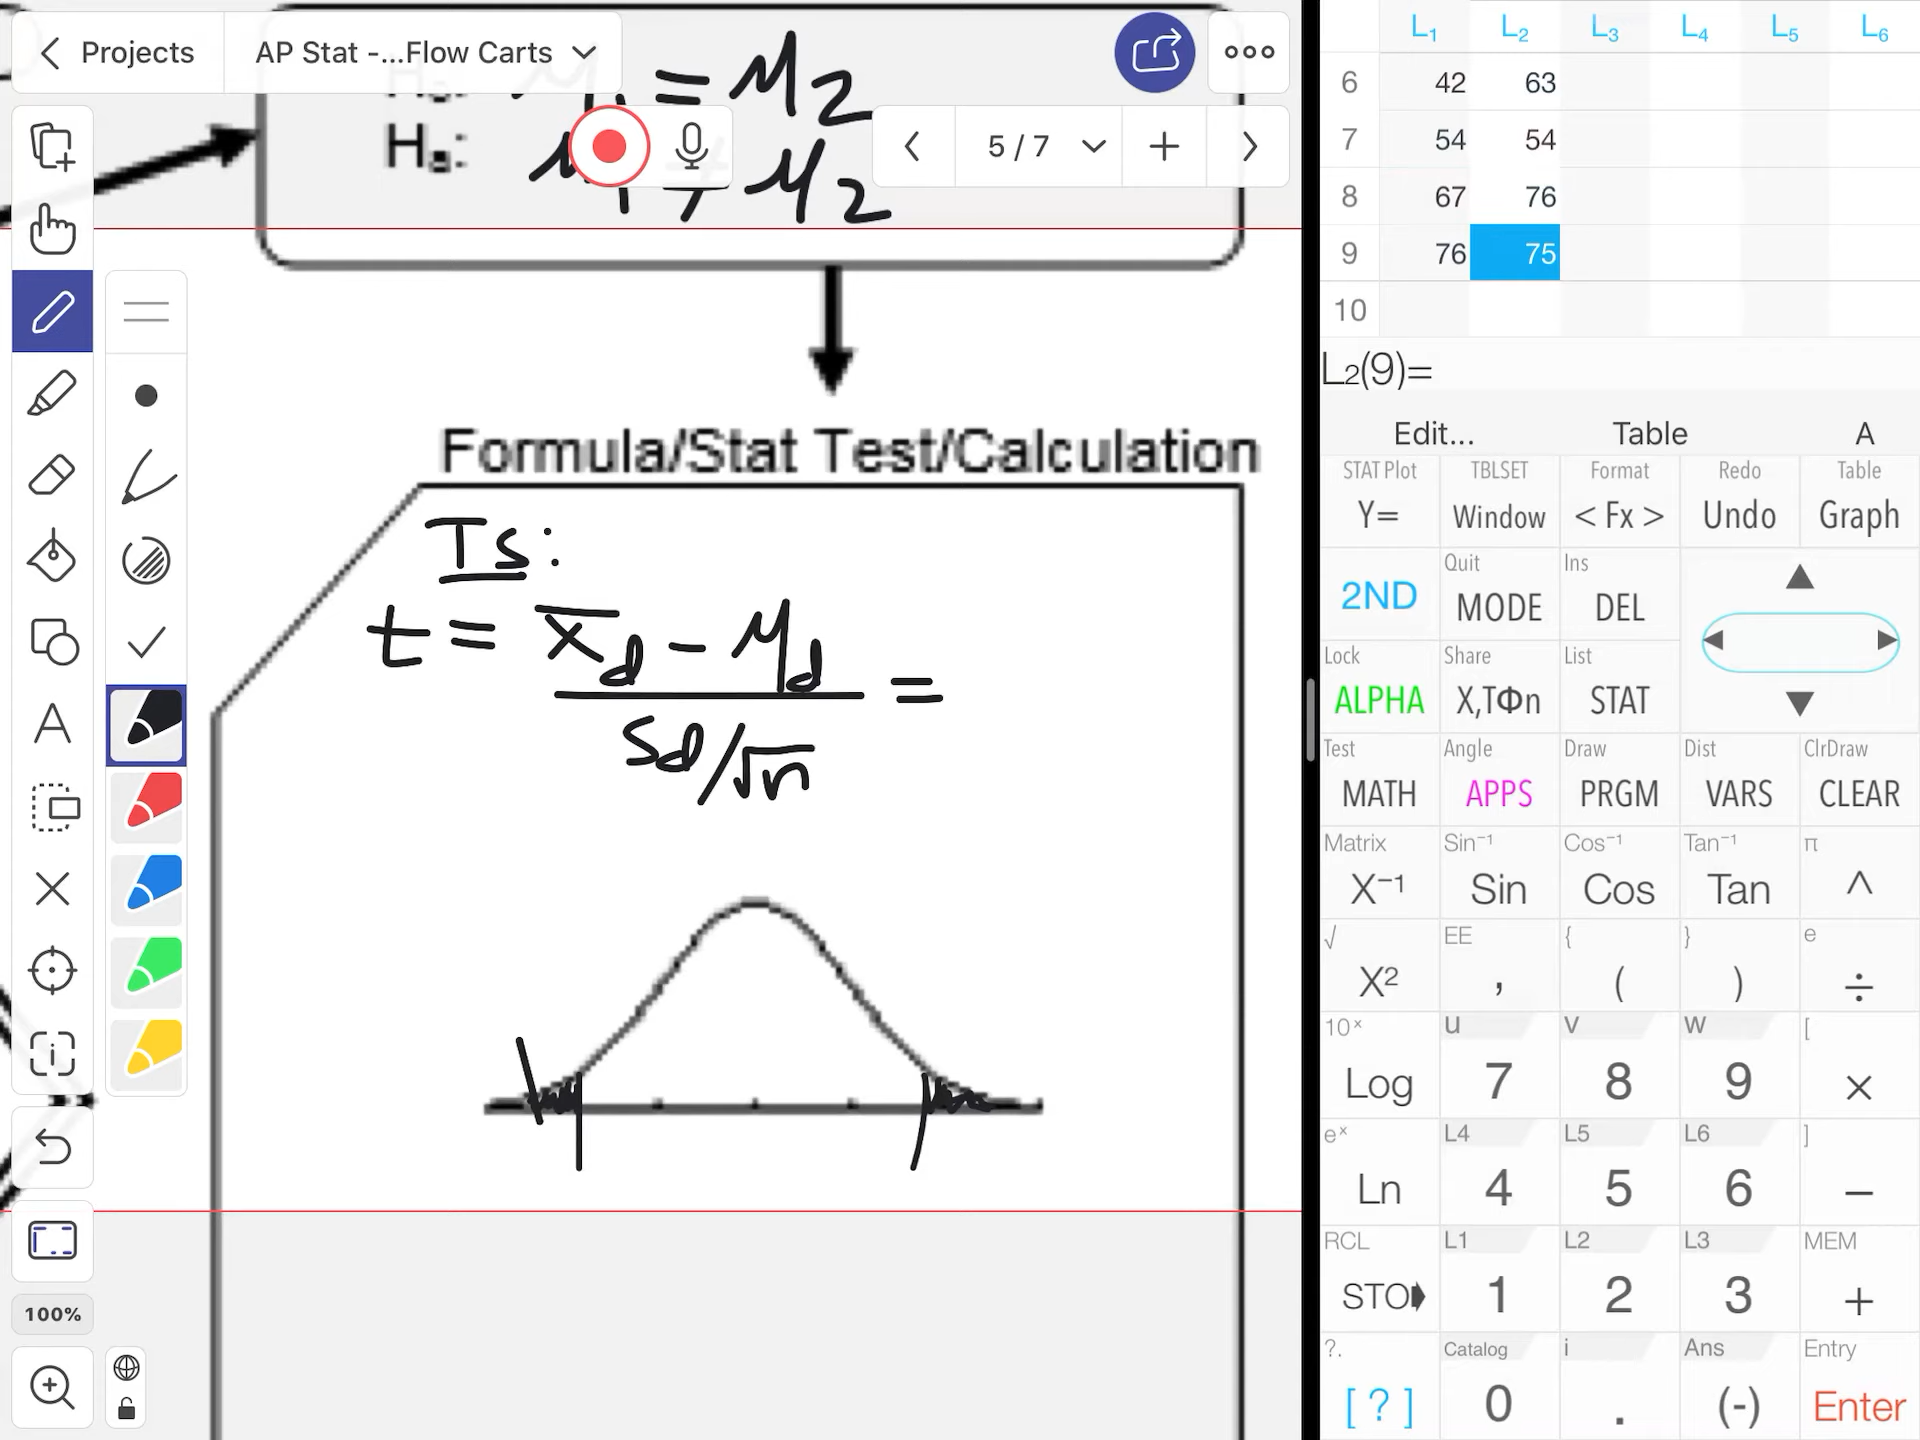 Projects
AP Stat -...Flow Carts
= μ₂
Hₐ: μ₁ ≠ μ₂
5 / 7
Formula/Stat Test/Calculation
Ts:
t = x̄d - μd =
sd/√n
A
100%
L1 L2 L3 L4 L5 L6
6 42 63
7 54 54
8 67 76
9 76 75
10
L2(9)=
Edit... Table A
STAT Plot TBLSET Format Redo Table
Y= Window < Fx > Undo Graph
Quit Ins
2ND MODE DEL
Lock Share List
ALPHA X,TΦn STAT
Test Angle Draw Dist ClrDraw
MATH APPS PRGM VARS CLEAR
Matrix Sin⁻¹ Cos⁻¹ Tan⁻¹ π
X⁻¹ Sin Cos Tan ^
√ EE { } e
X² , ( ) ÷
10ˣ u v w [
Log 7 8 9 ×
eˣ L4 L5 L6 ]
Ln 4 5 6 −
RCL L1 L2 L3 MEM
STO 1 2 3 +
?. Catalog i Ans Entry
[ ? ] 0 . (-) Enter